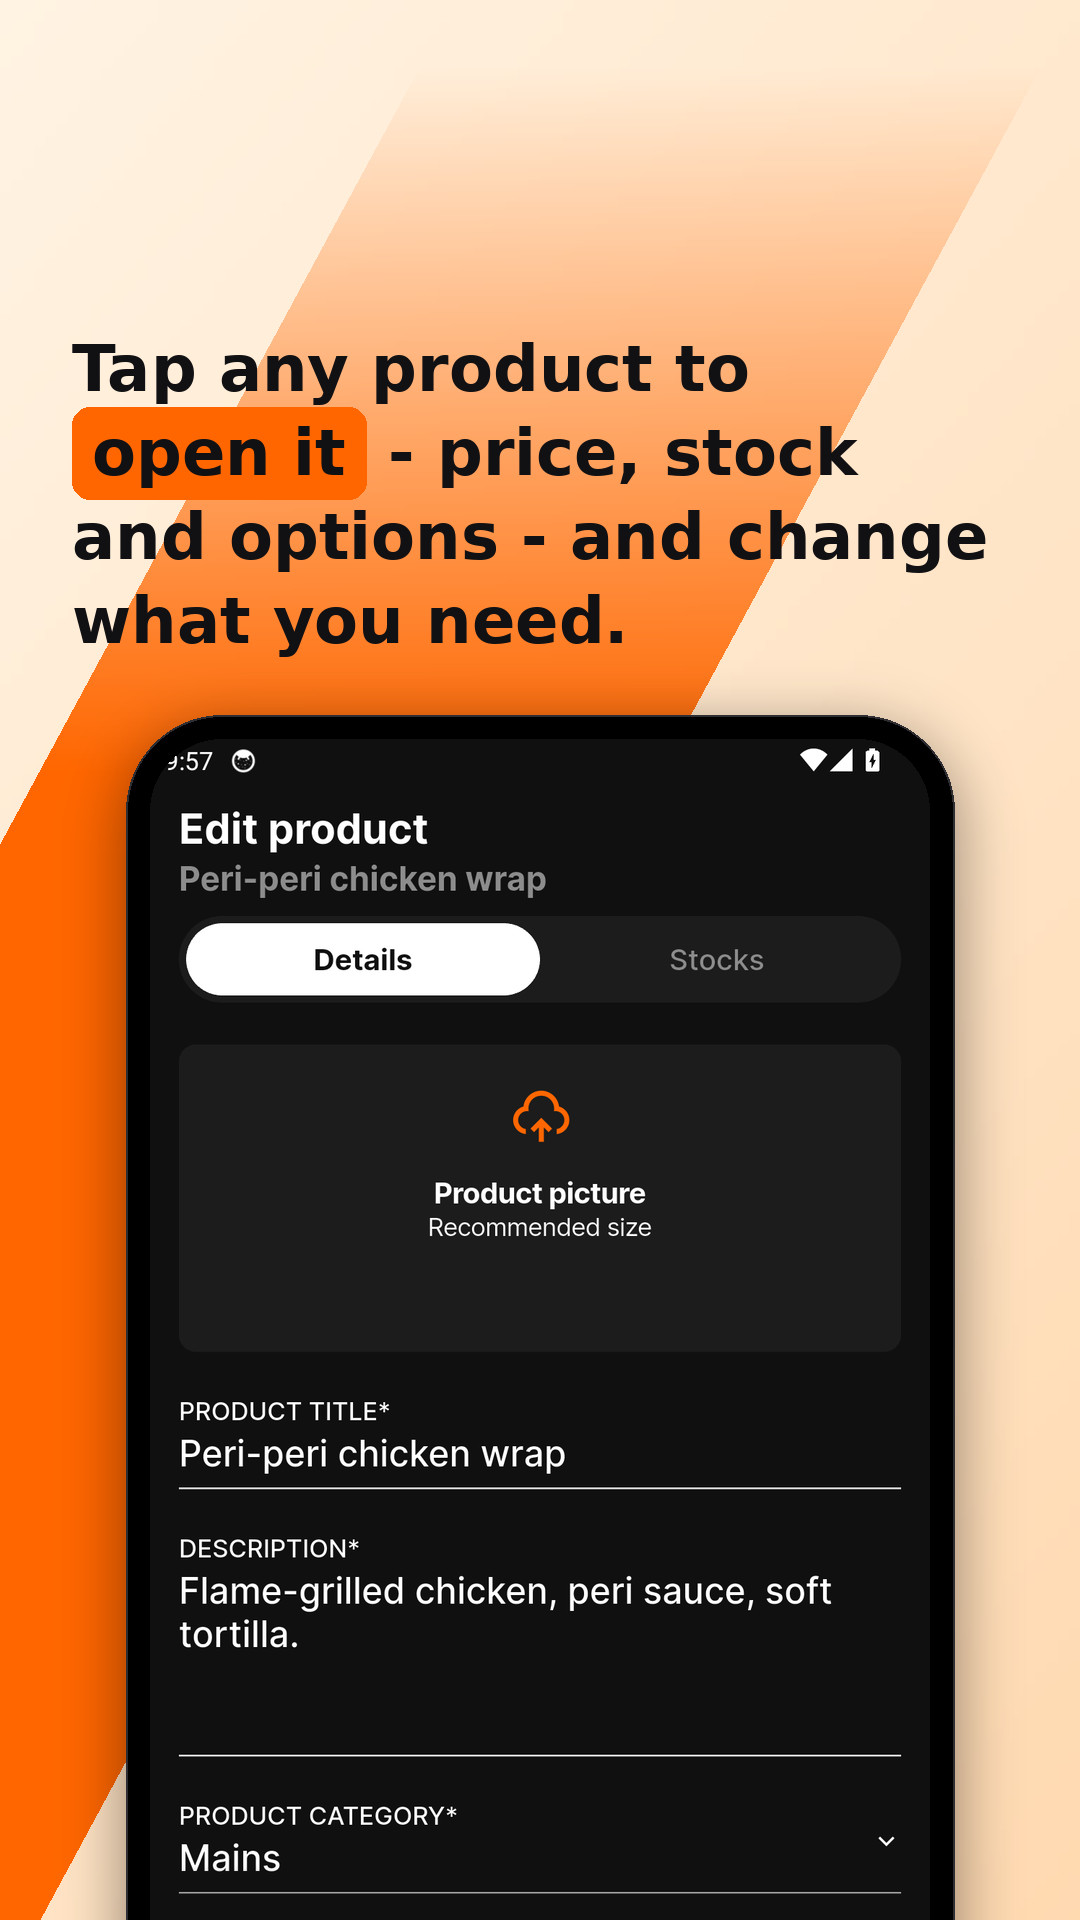 Tap any product to
open it - price, stock
and options - and change
what you need.
9:57
Edit product
Peri-peri chicken wrap
Details
Stocks
Product picture
Recommended size
PRODUCT TITLE*
Peri-peri chicken wrap
DESCRIPTION*
Flame-grilled chicken, peri sauce, soft
tortilla.
PRODUCT CATEGORY*
Mains